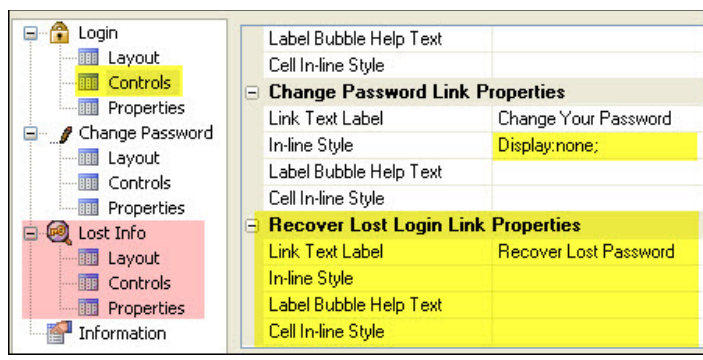 Login
Layout
Controls
Properties
Change Password
Layout
Controls
Properties
Lost Info
Layout
Controls
Properties
Information
Label Bubble Help Text
Cell In-line Style
Change Password Link Properties
Link Text Label Change Your Password
In-line Style Display:none;
Label Bubble Help Text
Cell In-line Style
Recover Lost Login Link Properties
Link Text Label Recover Lost Password
In-line Style
Label Bubble Help Text
Cell In-line Style